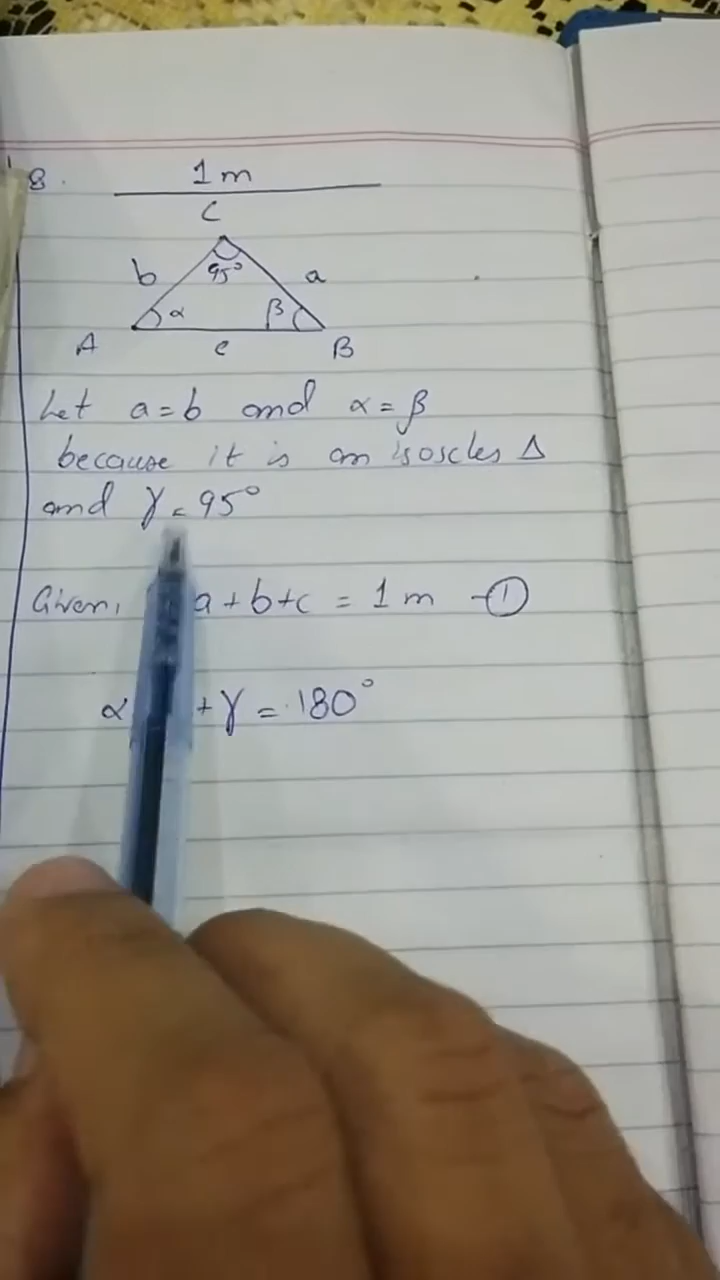 8.
1 m
C
b 95° a
α β
A c B
Let a = b and α = β
because it is an isoscles Δ
and γ = 95°
Given, a + b + c = 1 m - ①
α + γ = 180°